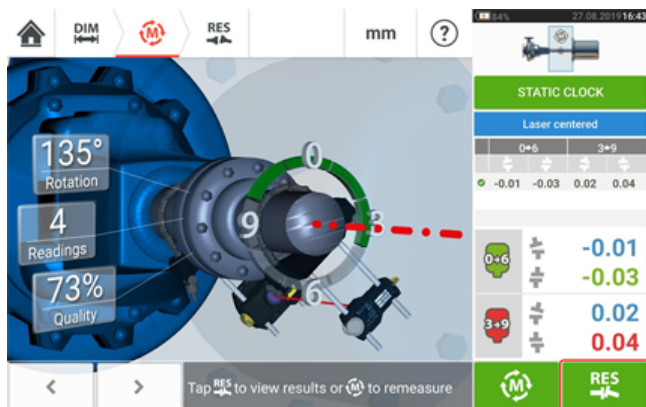 DIM
M
RES
mm
?
84% 27.08.2019 16:43
STATIC CLOCK
Laser centered
0→6 3→9
-0.01 -0.03 0.02 0.04
135°
Rotation
4
Readings
73%
Quality
0
3
6
9
0→6
-0.01
-0.03
3→9
0.02
0.04
< >
Tap RES to view results or M to remeasure
M
RES